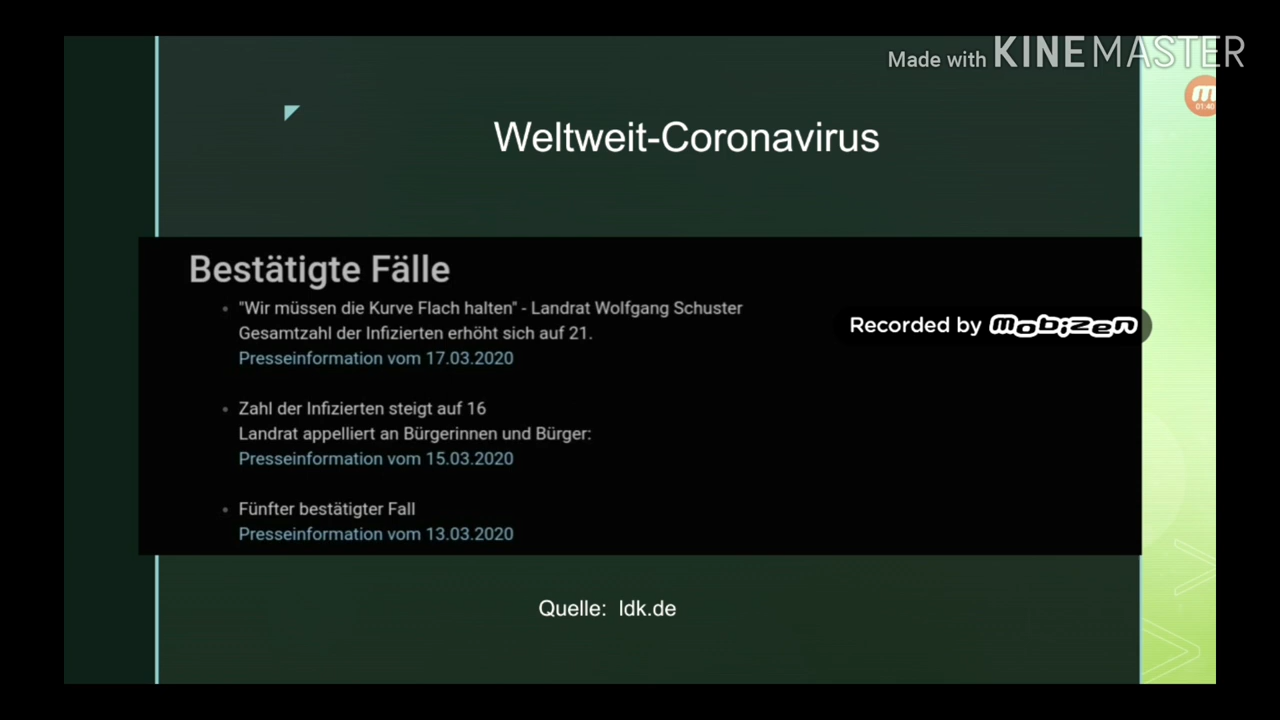 Made with KINEMASTER
01:40
Weltweit-Coronavirus
Bestätigte Fälle
"Wir müssen die Kurve Flach halten" - Landrat Wolfgang Schuster
Gesamtzahl der Infizierten erhöht sich auf 21.
Recorded by mobizen
Presseinformation vom 17.03.2020
Zahl der Infizierten steigt auf 16
Landrat appelliert an Bürgerinnen und Bürger:
Presseinformation vom 15.03.2020
Fünfter bestätigter Fall
Presseinformation vom 13.03.2020
Quelle: ldk.de